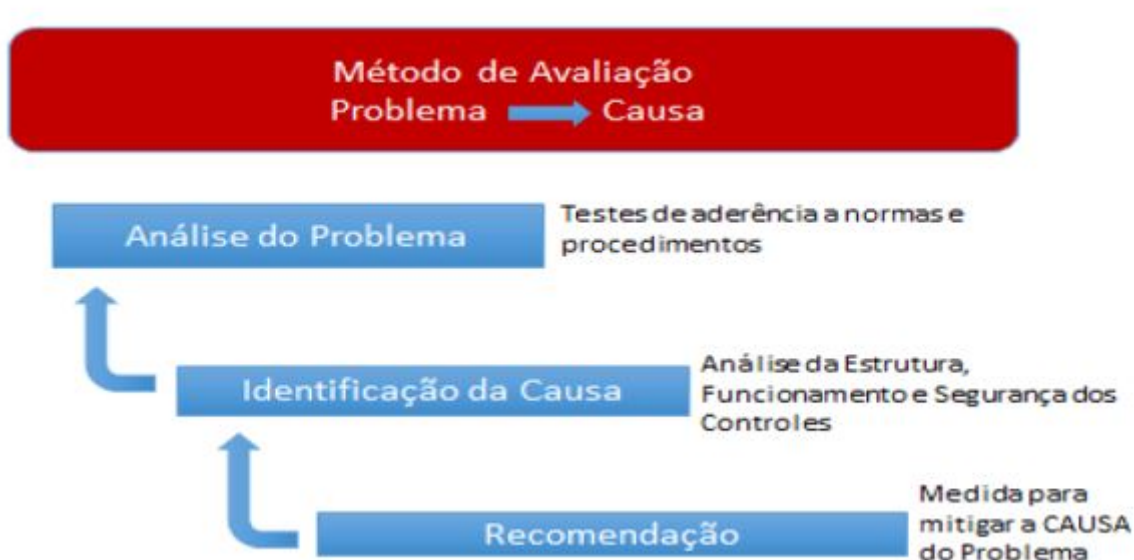 Método de Avaliação
Problema Causa
Análise do Problema
Testes de aderência a normas e
procedimentos
Identificação da Causa
Análise da Estrutura,
Funcionamento e Segurança dos
Controles
Recomendação
Medida para
mitigar a CAUSA
do Problema